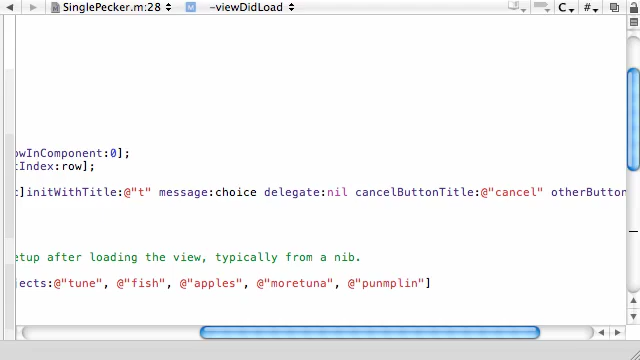 SinglePecker.m:28 M -viewDidLoad C #
owInComponent:0];
tIndex:row];
t]initWithTitle:@"t" message:choice delegate:nil cancelButtonTitle:@"cancel" otherButton
etup after loading the view, typically from a nib.
jects:@"tune", @"fish", @"apples", @"moretuna", @"punmplin"]